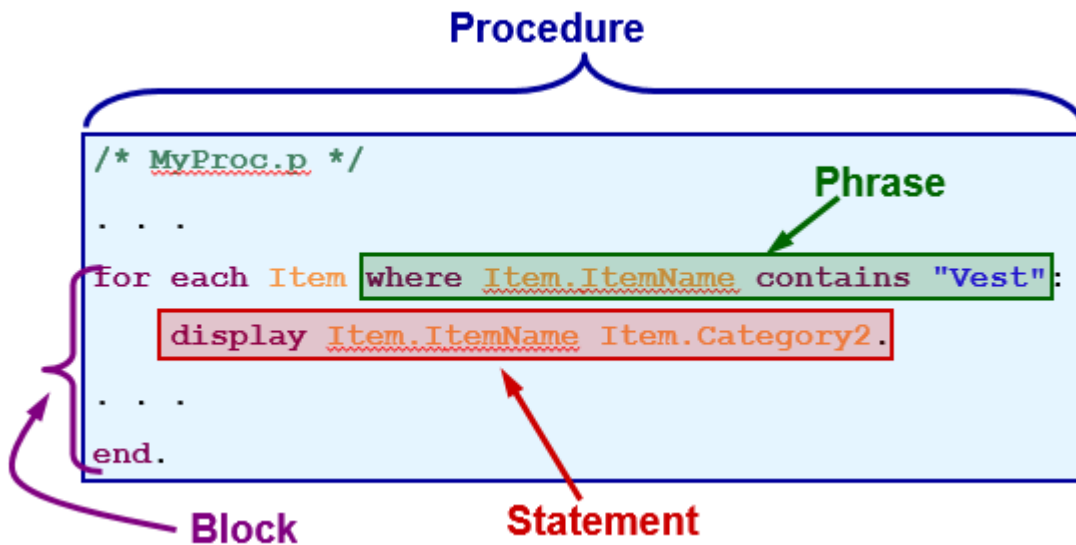 Procedure
/* MyProc.p */
Phrase
. . .
for each Item where Item.ItemName contains "Vest":
display Item.ItemName Item.Category2.
. . .
end.
Block
Statement